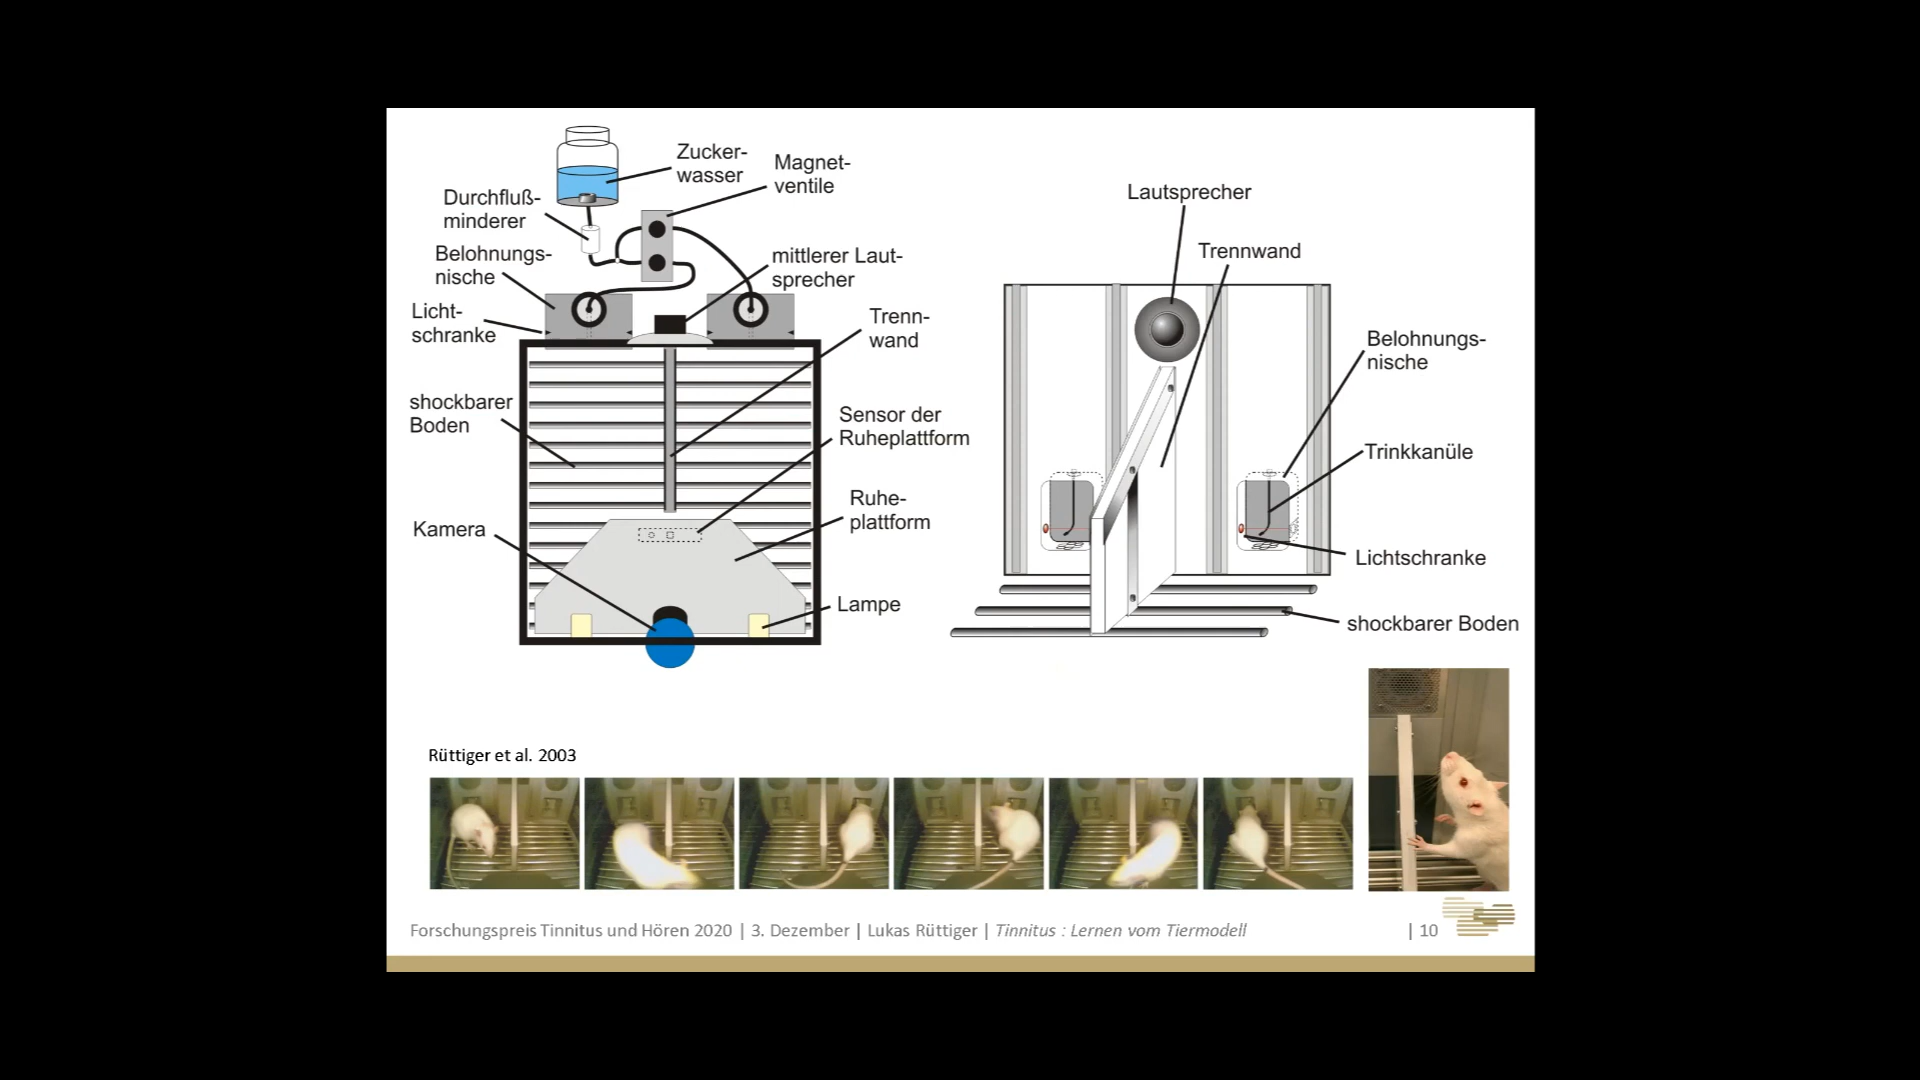 Zucker-
wasser
Magnet-
ventile
Durchfluß-
minderer
Belohnungs-
nische
mittlerer Laut-
sprecher
Licht-
schranke
Trenn-
wand
shockbarer
Boden
Sensor der
Ruheplattform
Ruhe-
plattform
Kamera
Lampe
Lautsprecher
Trennwand
Belohnungs-
nische
Trinkkanüle
Lichtschranke
shockbarer Boden
Rüttiger et al. 2003
Forschungspreis Tinnitus und Hören 2020 | 3. Dezember | Lukas Rüttiger | Tinnitus : Lernen vom Tiermodell
| 10